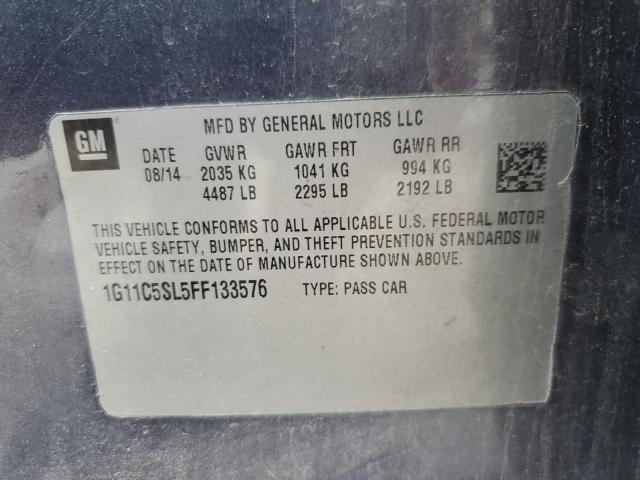 GM
MFD BY GENERAL MOTORS LLC
DATE GVWR GAWR FRT GAWR RR
08/14 2035 KG 1041 KG 994 KG
4487 LB 2295 LB 2192 LB
THIS VEHICLE CONFORMS TO ALL APPLICABLE U.S. FEDERAL MOTOR
VEHICLE SAFETY, BUMPER, AND THEFT PREVENTION STANDARDS IN
EFFECT ON THE DATE OF MANUFACTURE SHOWN ABOVE.
1G11C5SL5FF133576 TYPE: PASS CAR